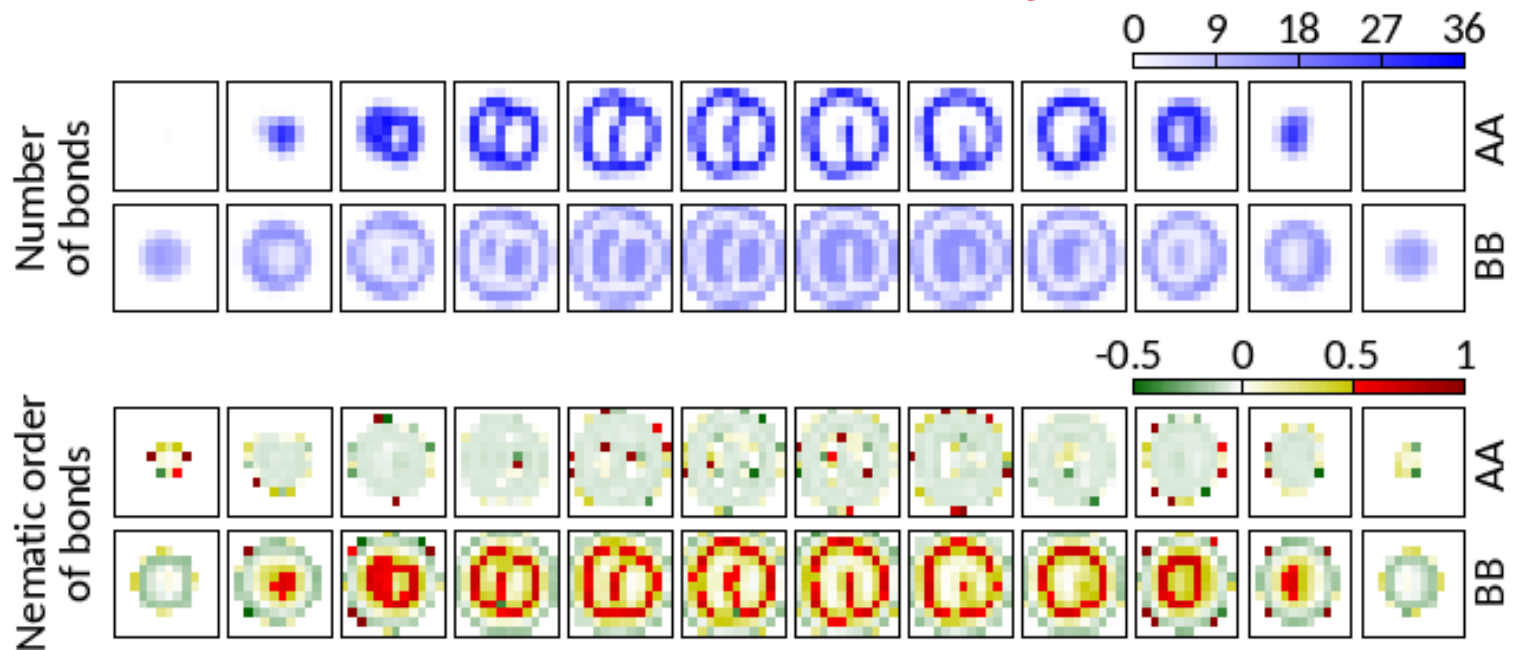 0 9 18 27 36
Number
of bonds
AA
BB
-0.5 0 0.5 1
Nematic order
of bonds
AA
BB